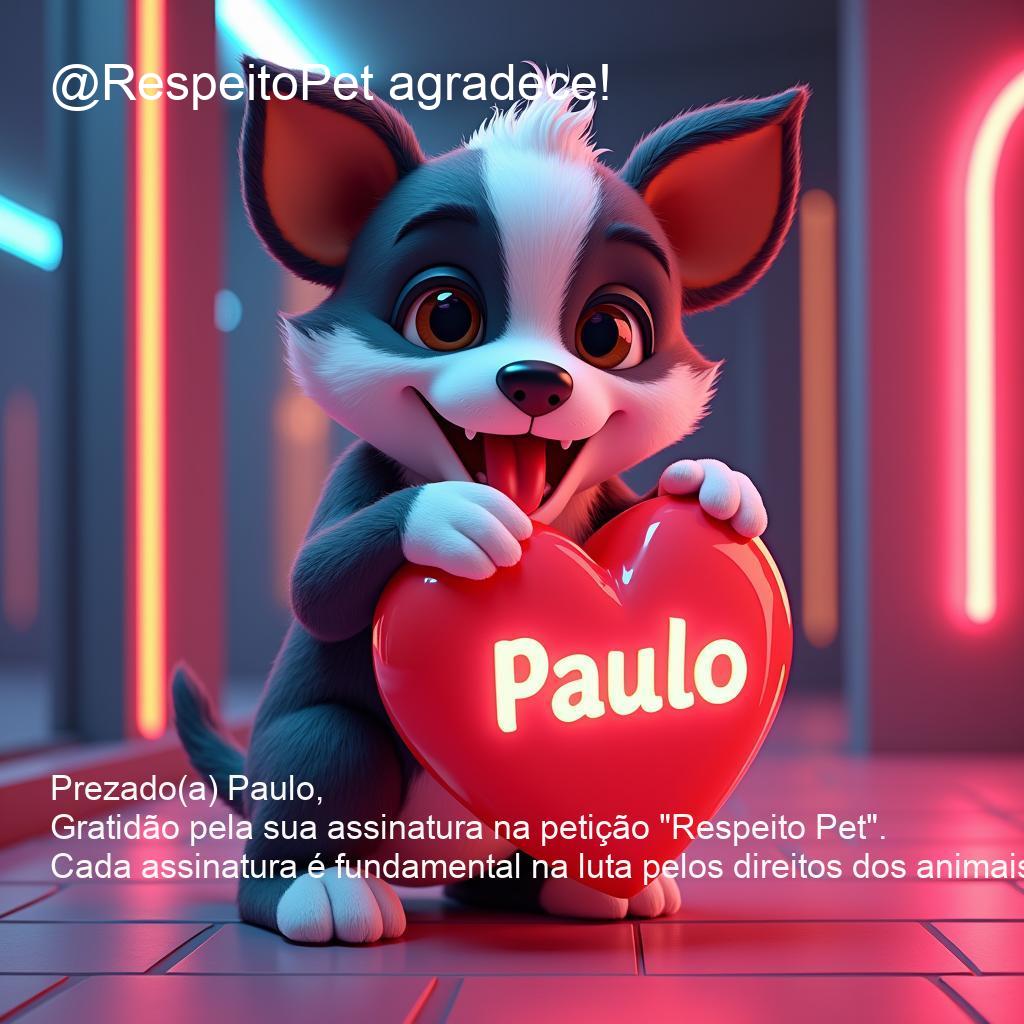 @RespeitoPet agradece!
Paulo
Prezado(a) Paulo,
Gratidão pela sua assinatura na petição "Respeito Pet".
Cada assinatura é fundamental na luta pelos direitos dos animais